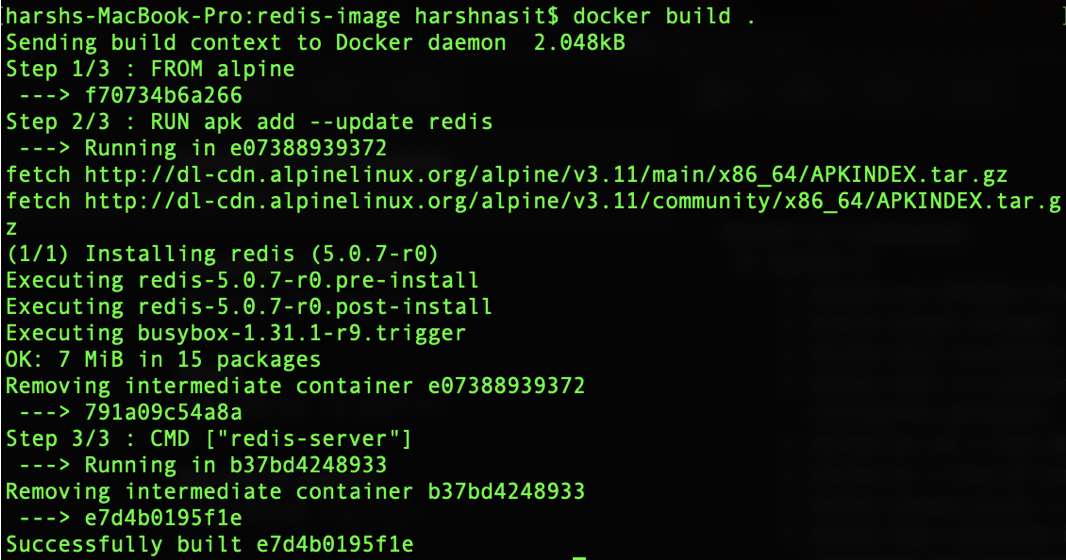 harshs-MacBook-Pro:redis-image harshnasit$ docker build .
Sending build context to Docker daemon  2.048kB
Step 1/3 : FROM alpine
 ---> f70734b6a266
Step 2/3 : RUN apk add --update redis
 ---> Running in e07388939372
fetch http://dl-cdn.alpinelinux.org/alpine/v3.11/main/x86_64/APKINDEX.tar.gz
fetch http://dl-cdn.alpinelinux.org/alpine/v3.11/community/x86_64/APKINDEX.tar.g
z
(1/1) Installing redis (5.0.7-r0)
Executing redis-5.0.7-r0.pre-install
Executing redis-5.0.7-r0.post-install
Executing busybox-1.31.1-r9.trigger
OK: 7 MiB in 15 packages
Removing intermediate container e07388939372
 ---> 791a09c54a8a
Step 3/3 : CMD ["redis-server"]
 ---> Running in b37bd4248933
Removing intermediate container b37bd4248933
 ---> e7d4b0195f1e
Successfully built e7d4b0195f1e